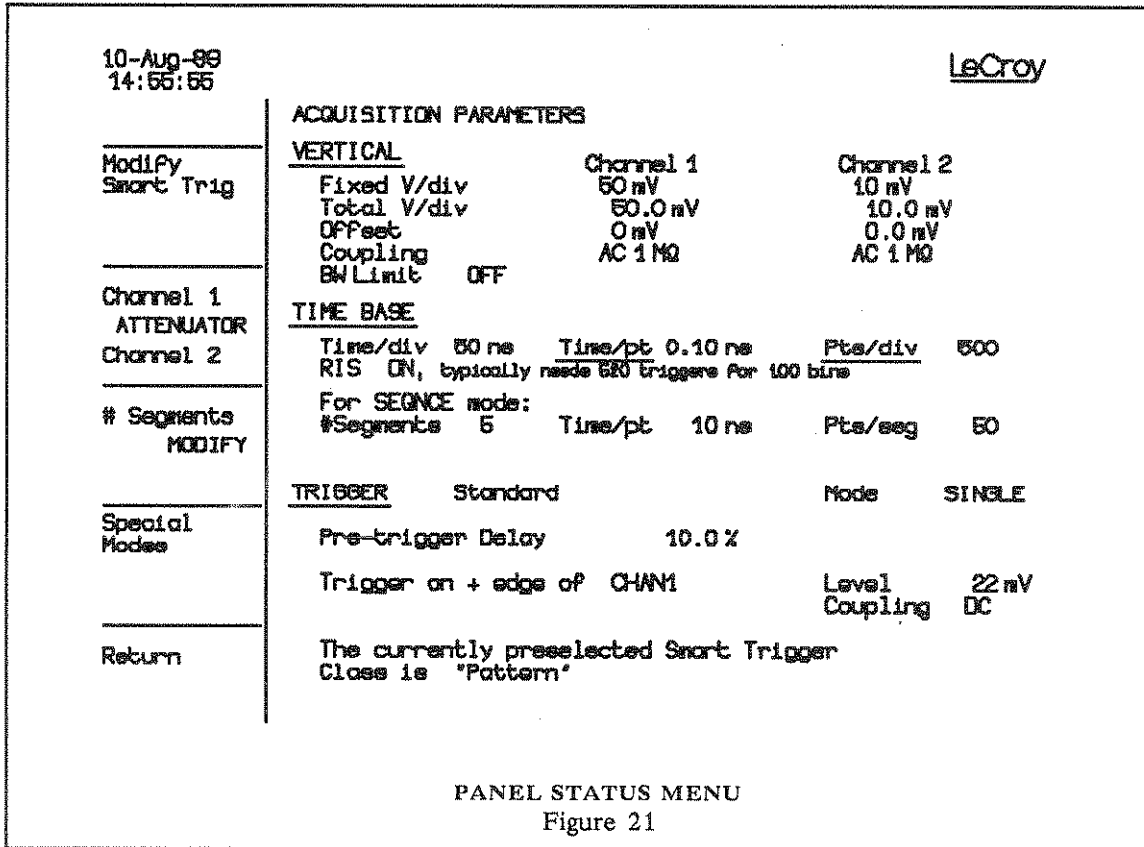 10-Aug-89
14:55:55
LeCroy
Modify
Smart Trig
Channel 1
ATTENUATOR
Channel 2
# Segments
MODIFY
Special
Modes
Return
ACQUISITION PARAMETERS
VERTICAL Channel 1 Channel 2
Fixed V/div 50 mV 10 mV
Total V/div 50.0 mV 10.0 mV
Offset 0 mV 0.0 mV
Coupling AC 1 MΩ AC 1 MΩ
BW Limit OFF
TIME BASE
Time/div 50 ns Time/pt 0.10 ns Pts/div 500
RIS ON, typically needs 520 triggers for 100 bins
For SEQNCE mode:
#Segments 5 Time/pt 10 ns Pts/seg 50
TRIGGER Standard Mode SINGLE
Pre-trigger Delay 10.0 %
Trigger on + edge of CHAN1 Level 22 mV
Coupling DC
The currently preselected Smart Trigger
Class is "Pattern"
PANEL STATUS MENU
Figure 21